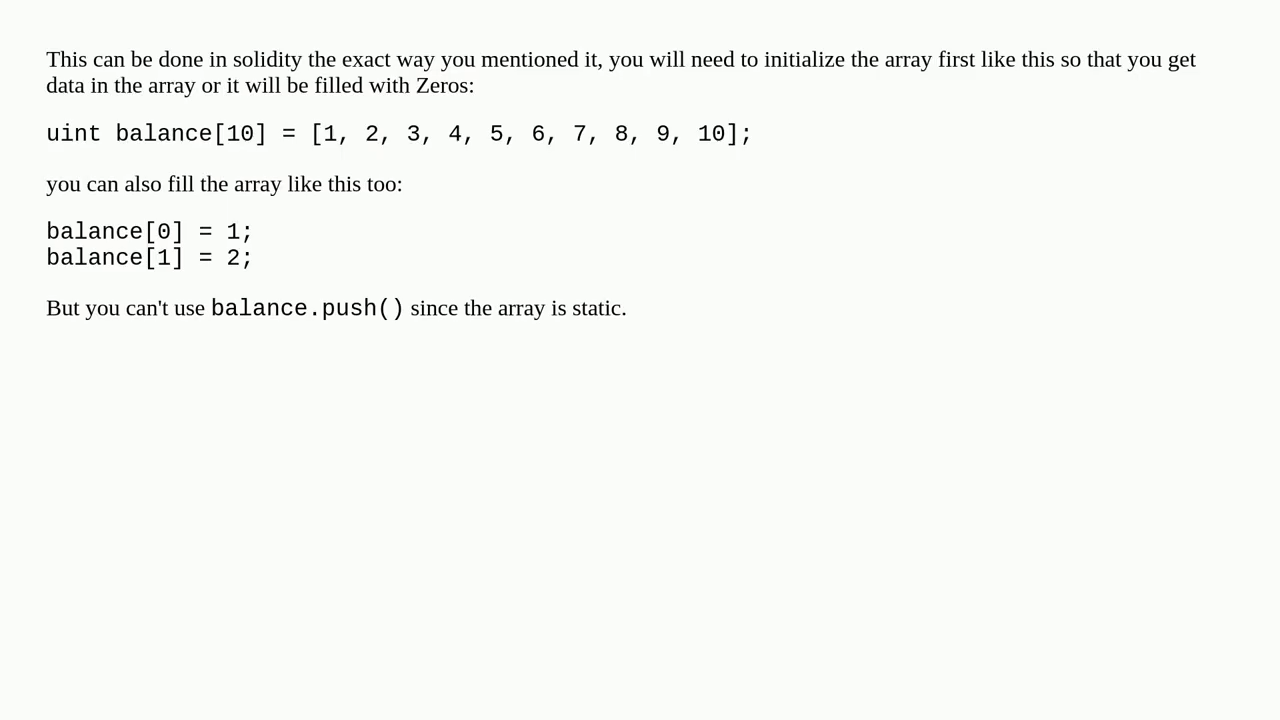 This can be done in solidity the exact way you mentioned it, you will need to initialize the array first like this so that you get
data in the array or it will be filled with Zeros:
uint balance[10] = [1, 2, 3, 4, 5, 6, 7, 8, 9, 10];
you can also fill the array like this too:
balance[0] = 1;
balance[1] = 2;
But you can't use balance.push() since the array is static.